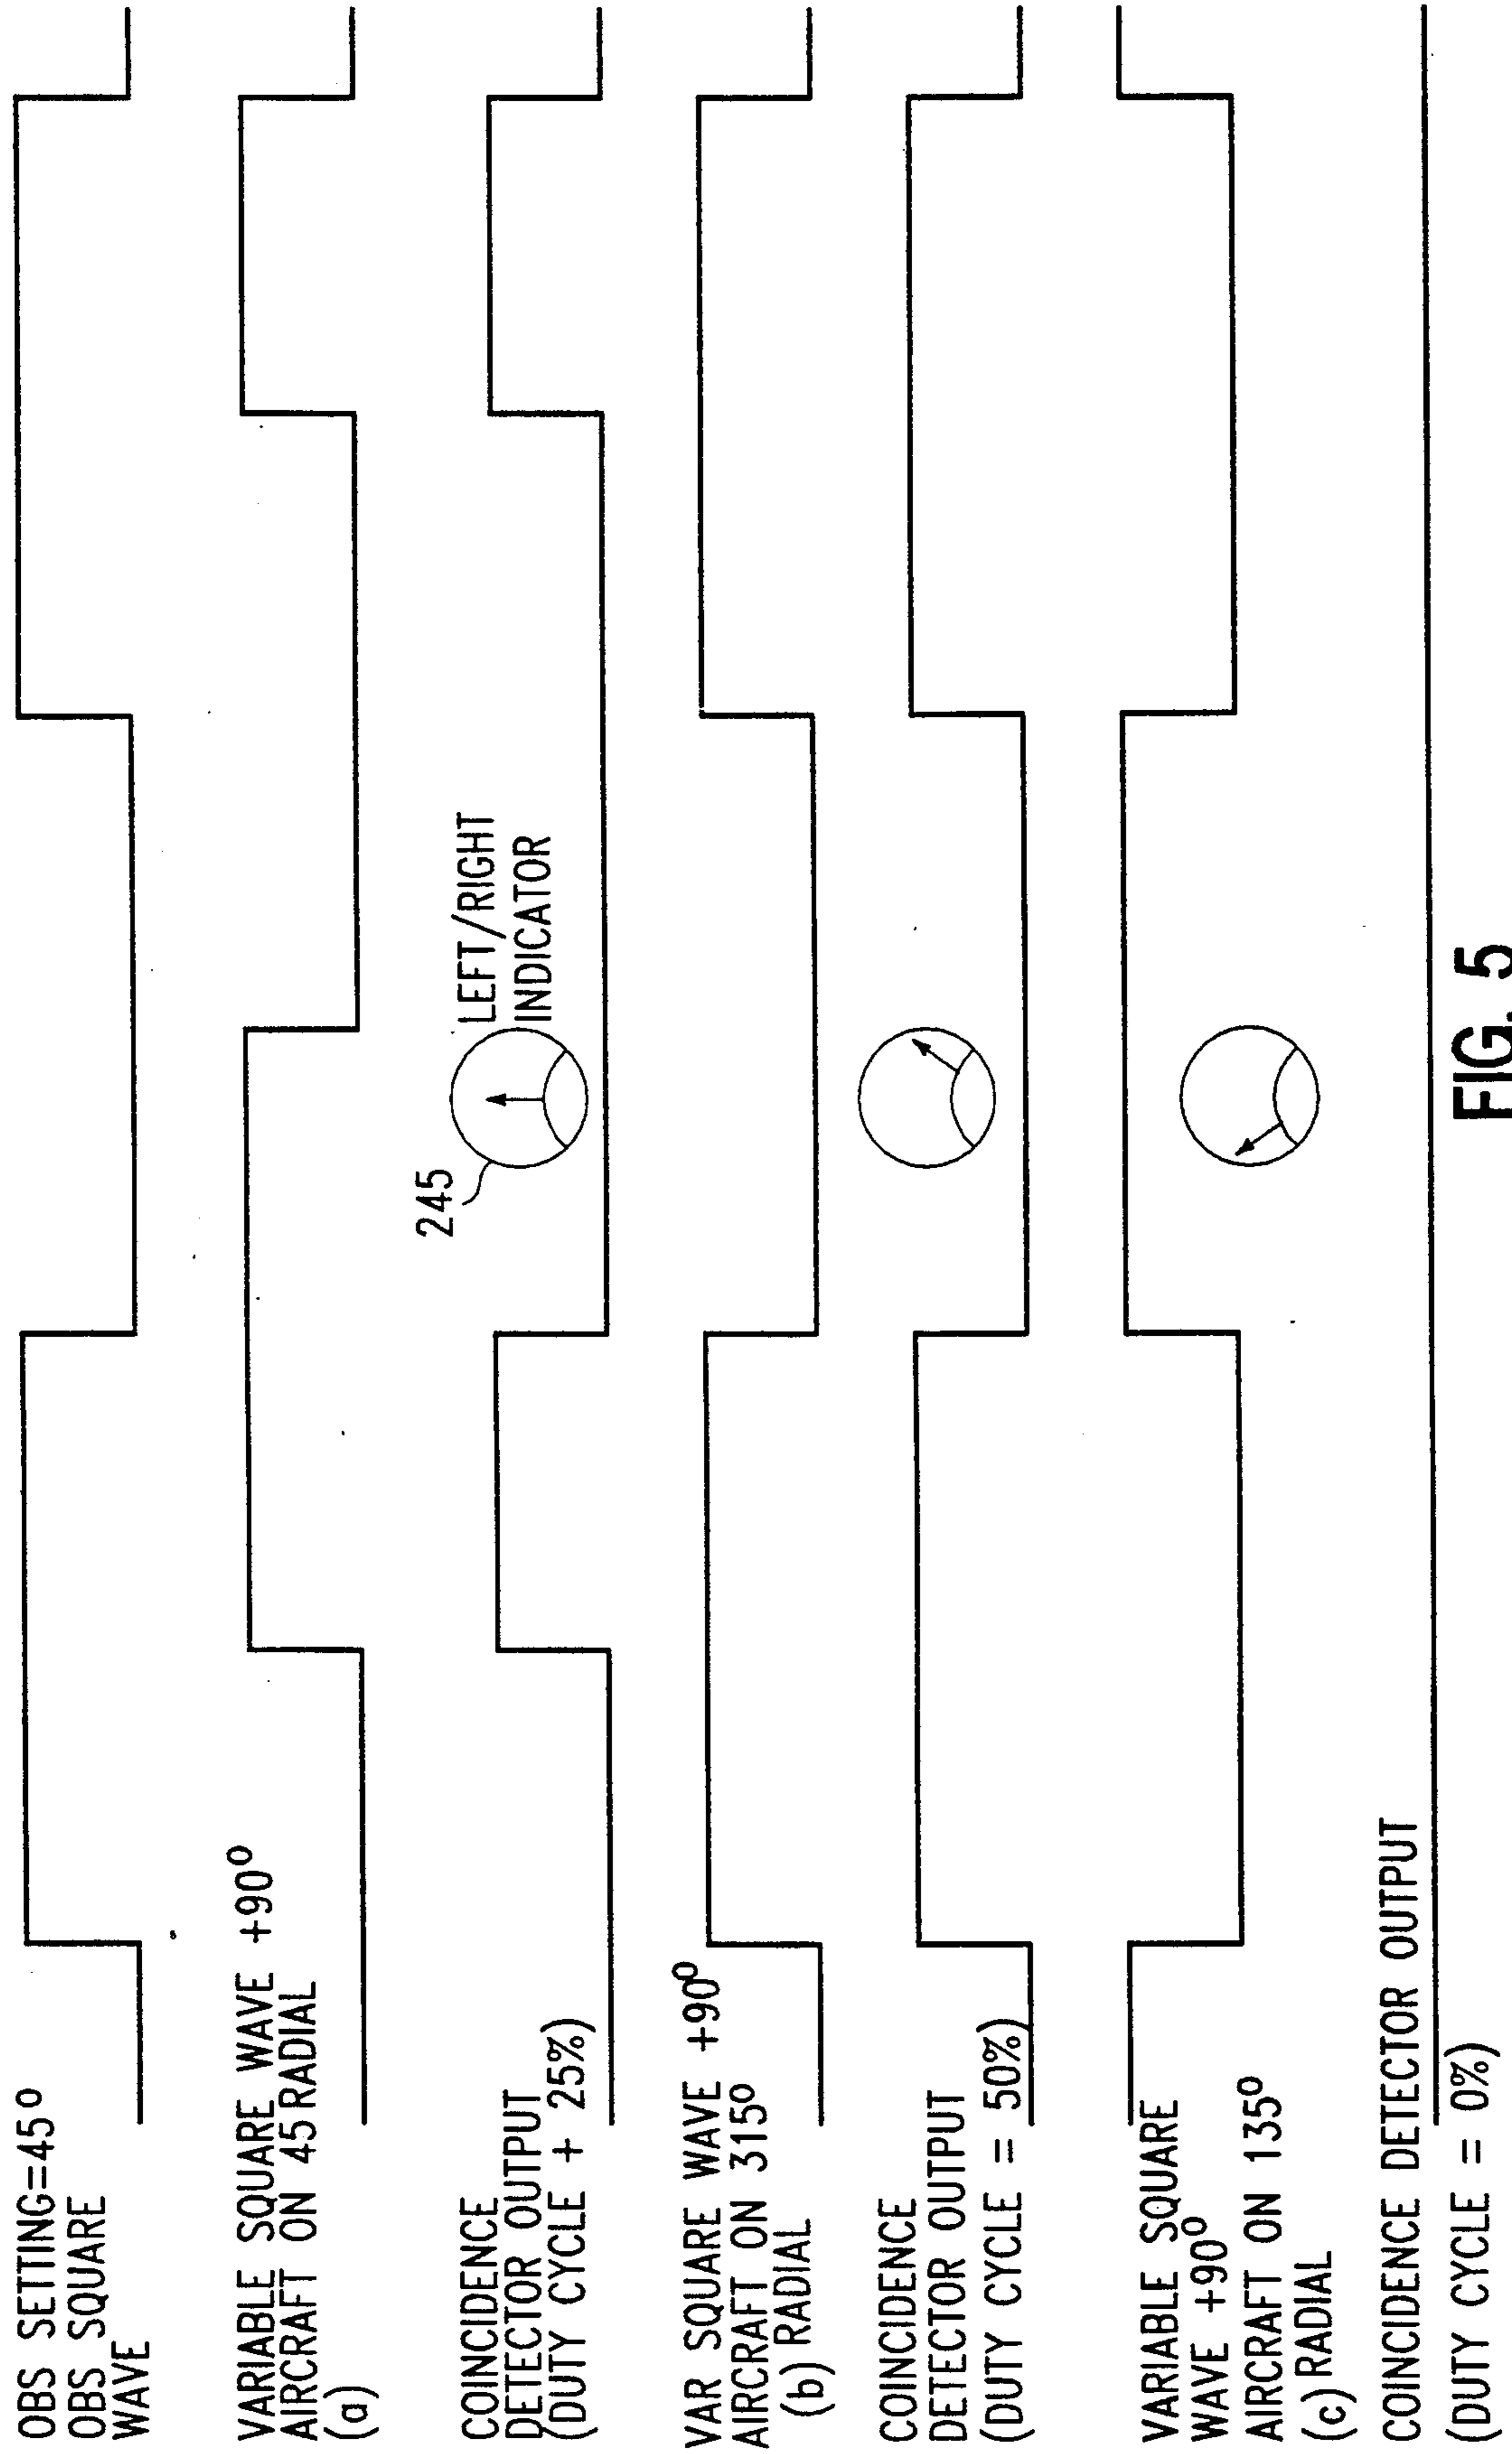 OBS SETTING=45°
OBS SQUARE
WAVE
VARIABLE SQUARE WAVE +90°
AIRCRAFT ON 45 RADIAL
(a)
COINCIDENCE
DETECTOR OUTPUT
(DUTY CYCLE + 25%)
245
LEFT/RIGHT
INDICATOR
VAR SQUARE WAVE +90°
AIRCRAFT ON 315°
(b) RADIAL
COINCIDENCE
DETECTOR OUTPUT
(DUTY CYCLE = 50%)
VARIABLE SQUARE
WAVE +90°
AIRCRAFT ON 135°
(c) RADIAL
COINCIDENCE DETECTOR OUTPUT
(DUTY CYCLE = 0%)
FIG. 5